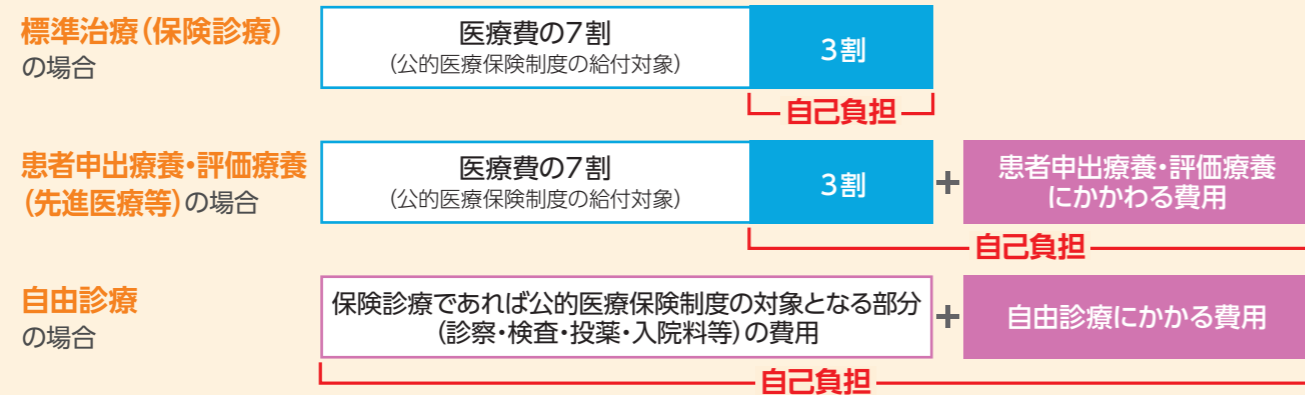 標準治療(保険診療)
の場合
医療費の7割
(公的医療保険制度の給付対象)
3割
自己負担
患者申出療養・評価療養
(先進医療等)の場合
医療費の7割
(公的医療保険制度の給付対象)
3割
+
患者申出療養・評価療養
にかかわる費用
自己負担
自由診療
の場合
保険診療であれば公的医療保険制度の対象となる部分
(診察・検査・投薬・入院料等)の費用
+
自由診療にかかる費用
自己負担